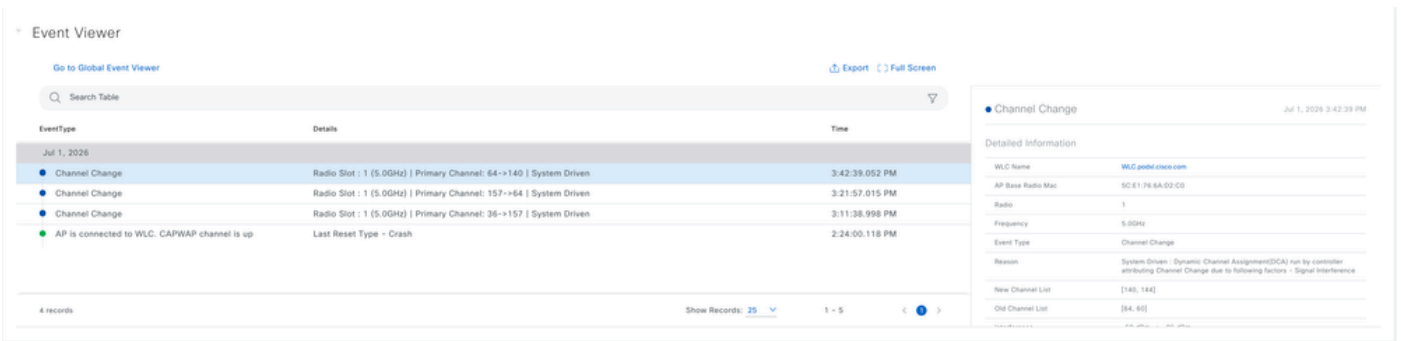 Event Viewer
Go to Global Event Viewer
Export
Full Screen
Search Table
EventType Details Time
Jul 1, 2026
Channel Change Radio Slot : 1 (5.0GHz) | Primary Channel: 64->140 | System Driven 3:42:39.052 PM
Channel Change Radio Slot : 1 (5.0GHz) | Primary Channel: 157->64 | System Driven 3:21:57.015 PM
Channel Change Radio Slot : 1 (5.0GHz) | Primary Channel: 36->157 | System Driven 3:11:38.998 PM
AP is connected to WLC. CAPWAP channel is up Last Reset Type - Crash 2:24:00.118 PM
4 records Show Records: 25 1 - 5 1
Channel Change Jul 1, 2026 3:42:39 PM
Detailed Information
WLC Name WLC.podxl.cisco.com
AP Base Radio Mac 5C:E1:76:6A:D2:C0
Radio 1
Frequency 5.0GHz
Event Type Channel Change
Reason System Driven : Dynamic Channel Assignment(DCA) run by controller
attributing Channel Change due to following factors - Signal Interference
New Channel List [140, 144]
Old Channel List [64, 60]